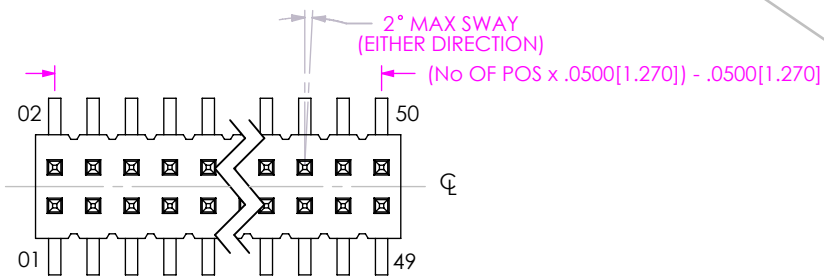 2° MAX SWAY
(EITHER DIRECTION)
(No OF POS x .0500[1.270]) - .0500[1.270]
02
50
℄
01
49